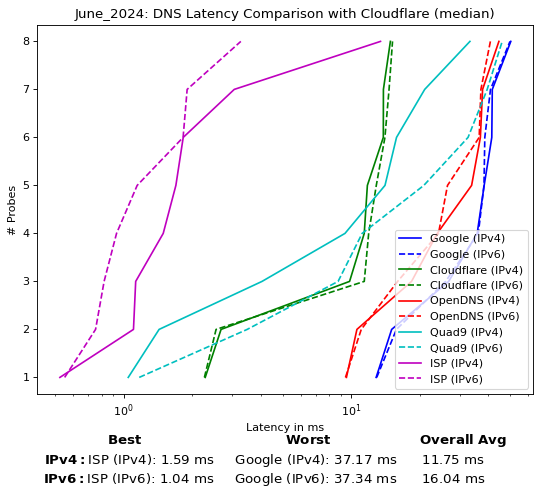 June_2024: DNS Latency Comparison with Cloudflare (median)
# Probes
8
7
6
5
4
3
2
1
Google (IPv4)
Google (IPv6)
Cloudflare (IPv4)
Cloudflare (IPv6)
OpenDNS (IPv4)
OpenDNS (IPv6)
Quad9 (IPv4)
Quad9 (IPv6)
ISP (IPv4)
ISP (IPv6)
10⁰ 10¹
Latency in ms
Best Worst Overall Avg
IPv4: ISP (IPv4): 1.59 ms Google (IPv4): 37.17 ms 11.75 ms
IPv6: ISP (IPv6): 1.04 ms Google (IPv6): 37.34 ms 16.04 ms